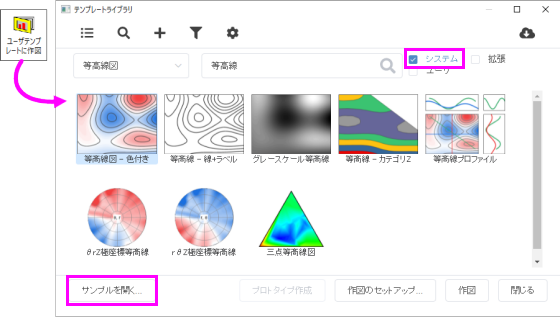 テンプレートライブラリ
ユーザテンプ
レートに作図
等高線図
等高線
システム
拡張
ユーザ
等高線図 - 色付き
等高線 - 線+ラベル
グレースケール等高線
等高線 - カテゴリZ
等高線プロファイル
θrZ極座標等高線
rθZ極座標等高線
三点等高線図
サンプルを開く...
プロトタイプ作成
作図のセットアップ...
作図
閉じる